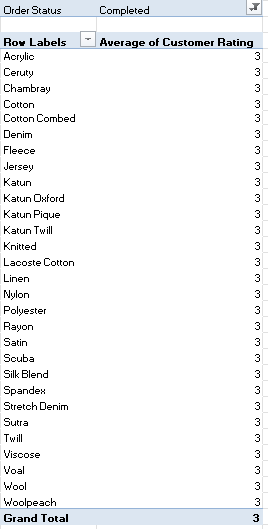 Order Status Completed
Row Labels Average of Customer Rating
Acrylic 3
Ceruty 3
Chambray 3
Cotton 3
Cotton Combed 3
Denim 3
Fleece 3
Jersey 3
Katun 3
Katun Oxford 3
Katun Pique 3
Katun Twill 3
Knitted 3
Lacoste Cotton 3
Linen 3
Nylon 3
Polyester 3
Rayon 3
Satin 3
Scuba 3
Silk Blend 3
Spandex 3
Stretch Denim 3
Sutra 3
Twill 3
Viscose 3
Voal 3
Wool 3
Woolpeach 3
Grand Total 3